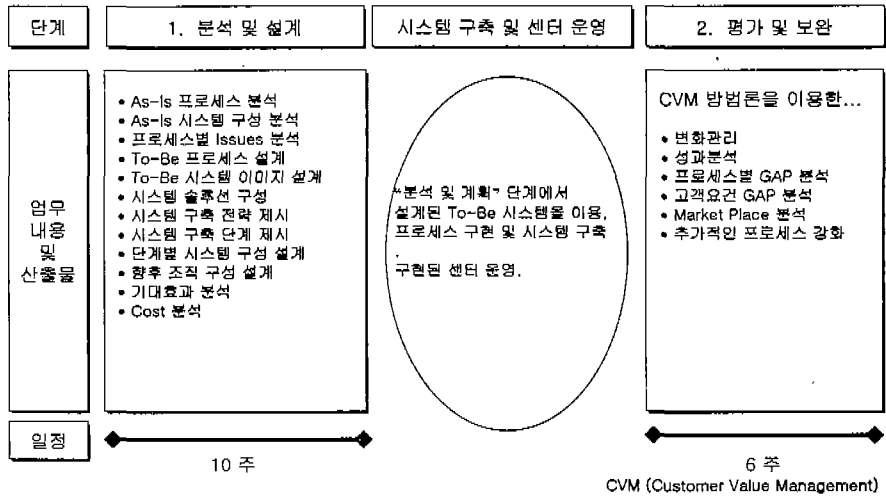 단계
1. 분석 및 설계
시스템 구축 및 센터 운영
2. 평가 및 보완
업무
내용
및
산출물
• As-Is 프로세스 분석
• As-Is 시스템 구성 분석
• 프로세스별 Issues 분석
• To-Be 프로세스 설계
• To-Be 시스템 이미지 설계
• 시스템 솔루션 구성
• 시스템 구축 전략 제시
• 시스템 구축 단계 제시
• 단계별 시스템 구성 설계
• 향후 조직 구성 설계
• 기대효과 분석
• Cost 분석
"분석 및 계획" 단계에서
설계된 To-Be 시스템을 이용,
프로세스 구현 및 시스템 구축
.
구현된 센터 운영.
CVM 방법론을 이용한...
• 변화관리
• 성과분석
• 프로세스별 GAP 분석
• 고객요건 GAP 분석
• Market Place 분석
• 추가적인 프로세스 강화
일정
10 주
6 주
CVM (Customer Value Management)